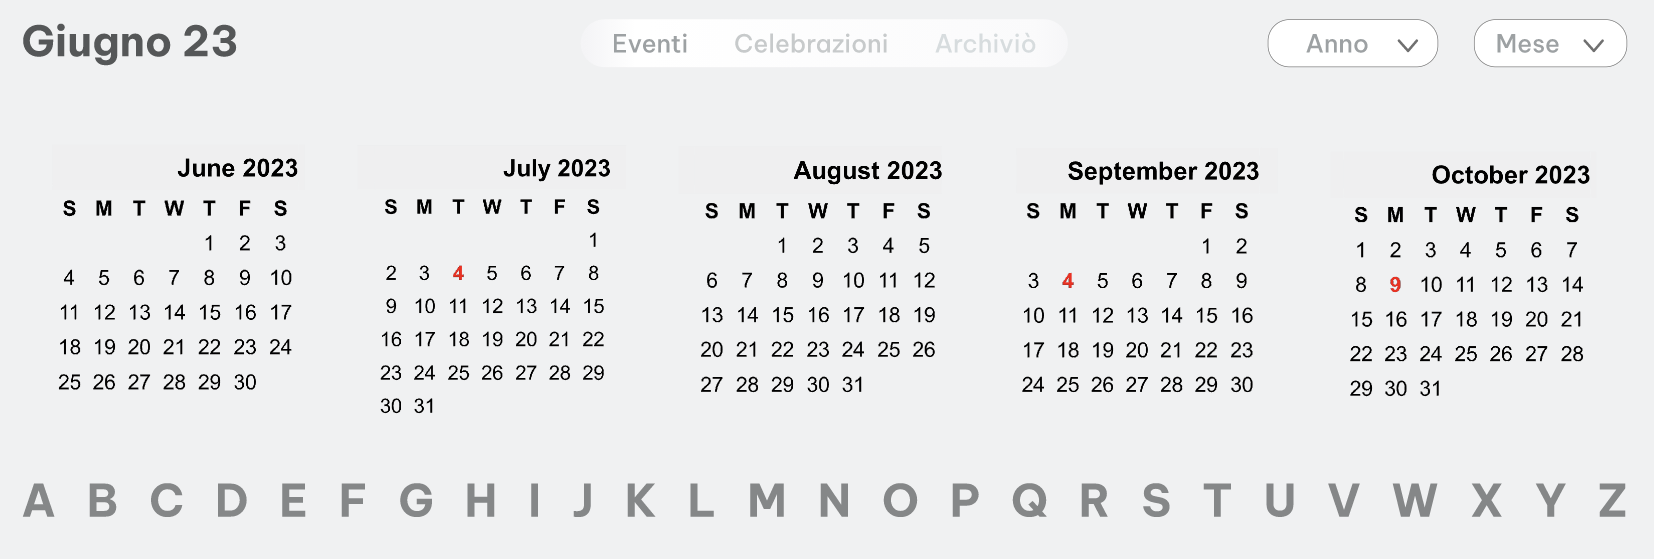 Giugno 23
Eventi Celebrazioni Archiviò
Anno
Mese
June 2023
S M T W T F S
1 2 3
4 5 6 7 8 9 10
11 12 13 14 15 16 17
18 19 20 21 22 23 24
25 26 27 28 29 30
July 2023
S M T W T F S
1
2 3 4 5 6 7 8
9 10 11 12 13 14 15
16 17 18 19 20 21 22
23 24 25 26 27 28 29
30 31
August 2023
S M T W T F S
1 2 3 4 5
6 7 8 9 10 11 12
13 14 15 16 17 18 19
20 21 22 23 24 25 26
27 28 29 30 31
September 2023
S M T W T F S
1 2
3 4 5 6 7 8 9
10 11 12 13 14 15 16
17 18 19 20 21 22 23
24 25 26 27 28 29 30
October 2023
S M T W T F S
1 2 3 4 5 6 7
8 9 10 11 12 13 14
15 16 17 18 19 20 21
22 23 24 25 26 27 28
29 30 31
A B C D E F G H I J K L M N O P Q R S T U V W X Y Z